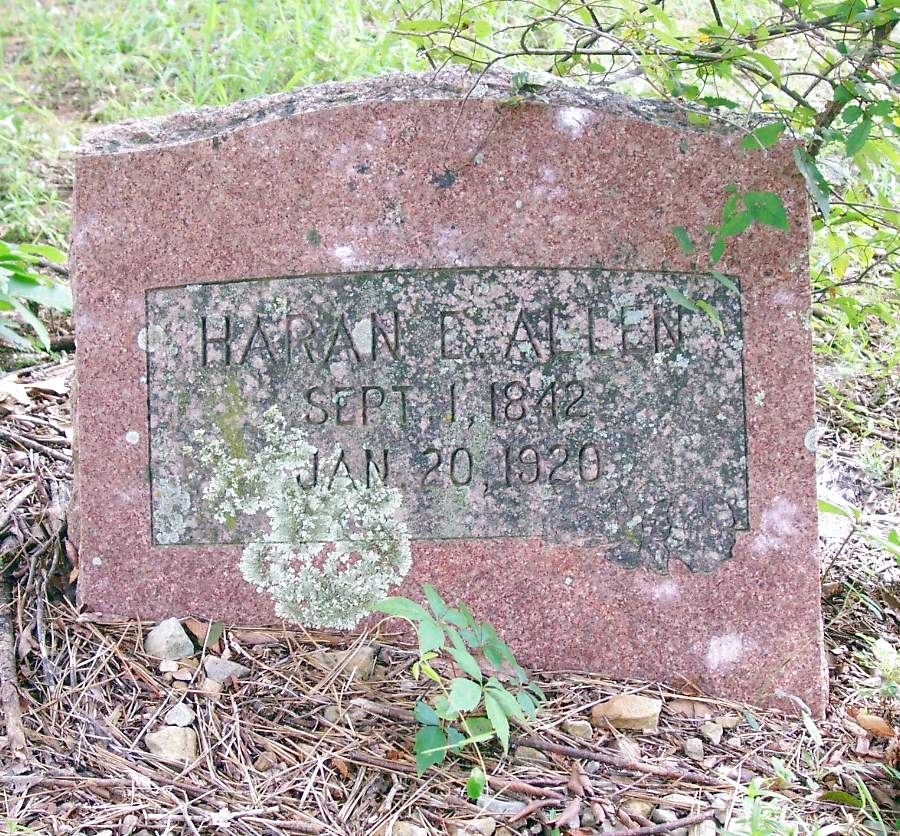 HARAN E. ALLEN
SEPT. 1, 1842
JAN 20, 1920